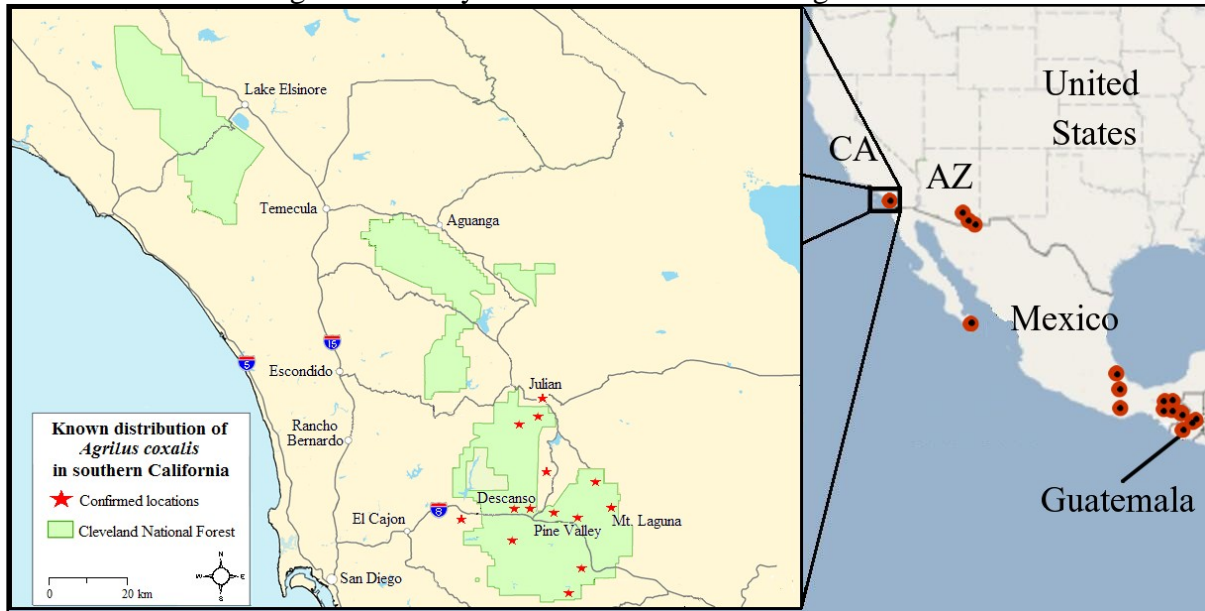 Lake Elsinore
Temecula
Aguanga
5
15
Escondido
Julian
Rancho
Bernardo
Descanso
8
El Cajon
Pine Valley
Mt. Laguna
San Diego
Known distribution of
Agrilus coxalis
in southern California
Confirmed locations
Cleveland National Forest
0 20 km
N
W E
S
United
States
CA
AZ
Mexico
Guatemala